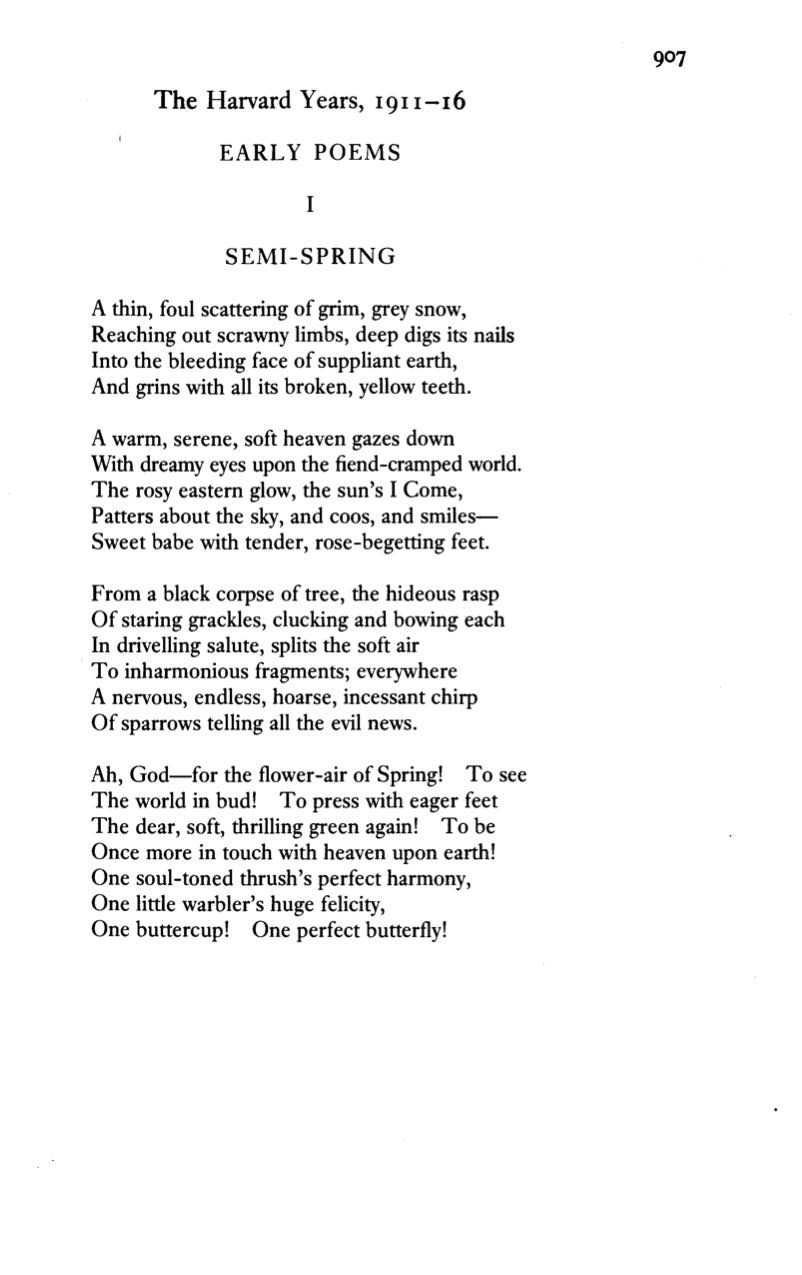 907
The Harvard Years, 1911–16
EARLY POEMS
I
SEMI-SPRING
A thin, foul scattering of grim, grey snow,
Reaching out scrawny limbs, deep digs its nails
Into the bleeding face of suppliant earth,
And grins with all its broken, yellow teeth.
A warm, serene, soft heaven gazes down
With dreamy eyes upon the fiend-cramped world.
The rosy eastern glow, the sun's I Come,
Patters about the sky, and coos, and smiles—
Sweet babe with tender, rose-begetting feet.
From a black corpse of tree, the hideous rasp
Of staring grackles, clucking and bowing each
In drivelling salute, splits the soft air
To inharmonious fragments; everywhere
A nervous, endless, hoarse, incessant chirp
Of sparrows telling all the evil news.
Ah, God—for the flower-air of Spring! To see
The world in bud! To press with eager feet
The dear, soft, thrilling green again! To be
Once more in touch with heaven upon earth!
One soul-toned thrush's perfect harmony,
One little warbler's huge felicity,
One buttercup! One perfect butterfly!